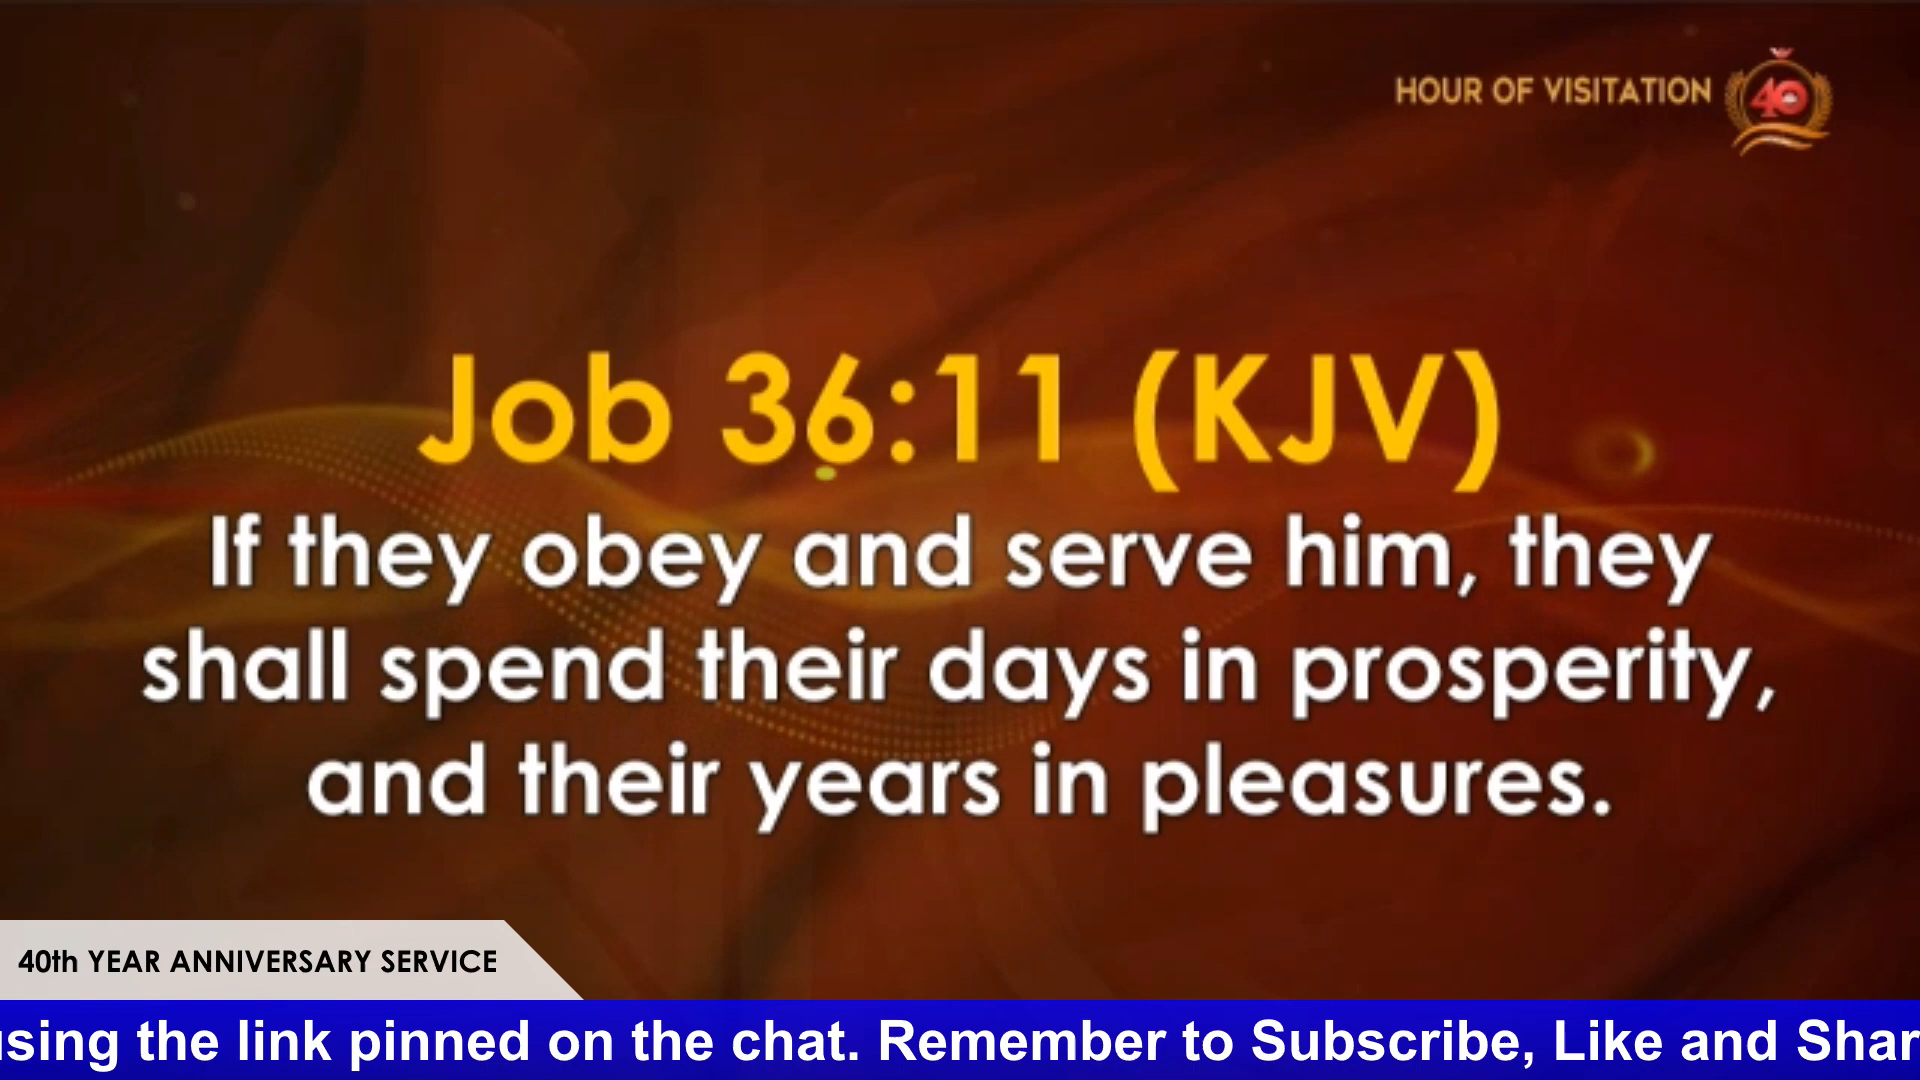 HOUR OF VISITATION
40
Job 36:11 (KJV)
If they obey and serve him, they
shall spend their days in prosperity,
and their years in pleasures.
40th YEAR ANNIVERSARY SERVICE
using the link pinned on the chat. Remember to Subscribe, Like and Shar